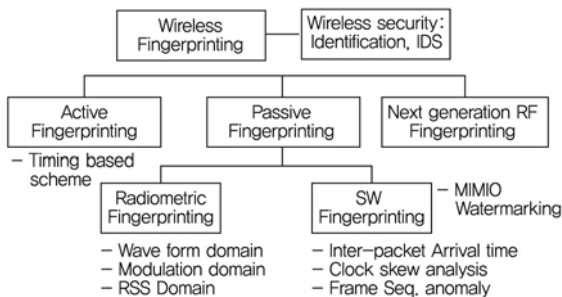 Wireless
Fingerprinting
Wireless security:
Identification, IDS
Active
Fingerprinting
Passive
Fingerprinting
Next generation RF
Fingerprinting
– Timing based
scheme
Radiometric
Fingerprinting
SW
Fingerprinting
– MIMIO
Watermarking
– Wave form domain
– Modulation domain
– RSS Domain
– Inter-packet Arrival time
– Clock skew analysis
– Frame Seq. anomaly